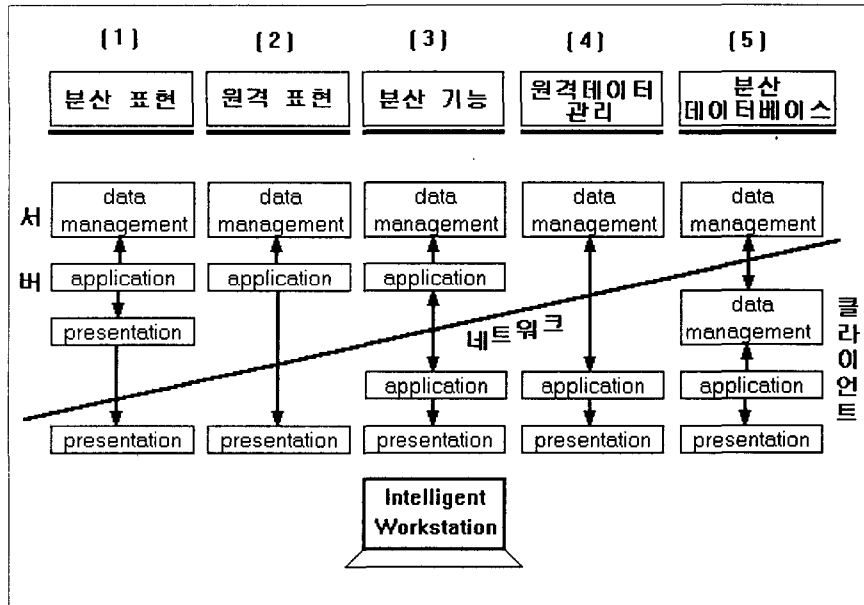 (1) (2) (3) (4) (5)
분산 표현
원격 표현
분산 기능
원격데이터
관리
분산
데이터베이스
서버
data
management
data
management
data
management
data
management
data
management
application
application
application
presentation
data
management
네트워크
클라이언트
application
application
application
presentation
presentation
presentation
presentation
presentation
Intelligent
Workstation